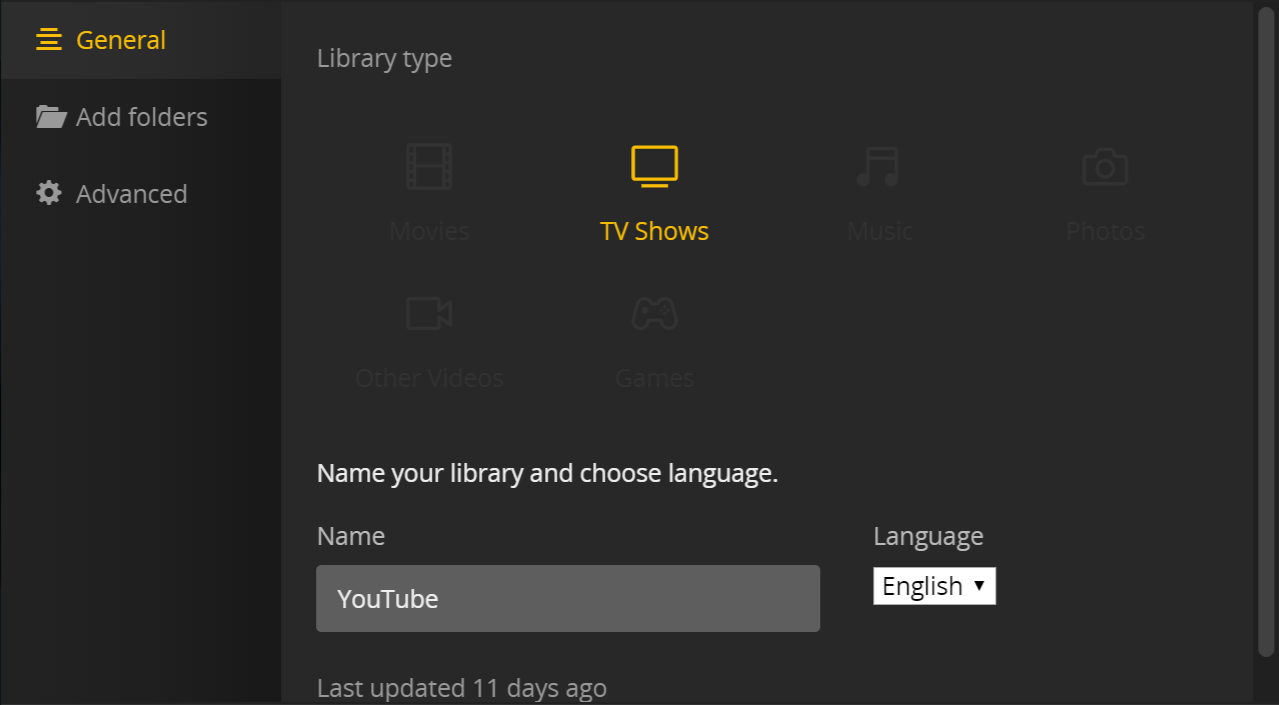 General
Add folders
Advanced
Library type
Movies
TV Shows
Music
Photos
Other Videos
Games
Name your library and choose language.
Name
Language
YouTube
English
Last updated 11 days ago